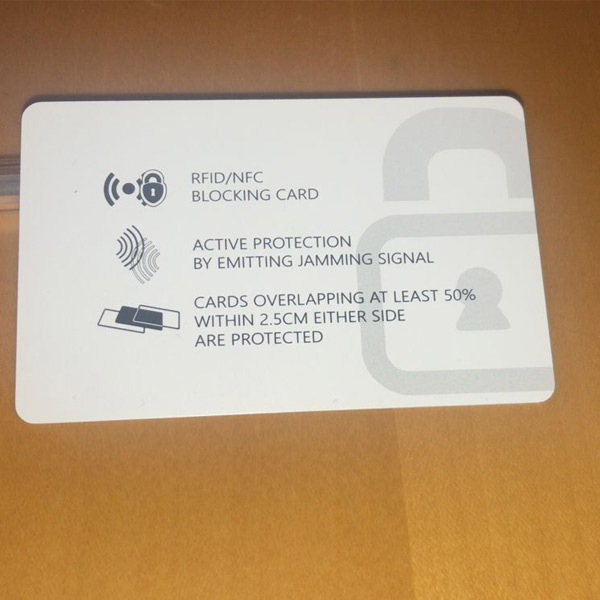 RFID/NFC
BLOCKING CARD
ACTIVE PROTECTION
BY EMITTING JAMMING SIGNAL
CARDS OVERLAPPING AT LEAST 50%
WITHIN 2.5CM EITHER SIDE
ARE PROTECTED